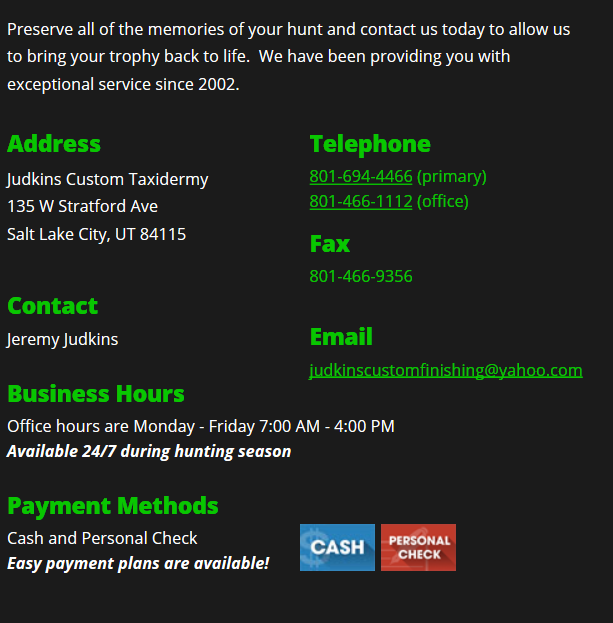 Preserve all of the memories of your hunt and contact us today to allow us
to bring your trophy back to life.  We have been providing you with
exceptional service since 2002.
Address
Judkins Custom Taxidermy
135 W Stratford Ave
Salt Lake City, UT 84115
Telephone
801-694-4466 (primary)
801-466-1112 (office)
Fax
801-466-9356
Contact
Jeremy Judkins
Email
judkinscustomfinishing@yahoo.com
Business Hours
Office hours are Monday - Friday 7:00 AM - 4:00 PM
Available 24/7 during hunting season
Payment Methods
Cash and Personal Check
Easy payment plans are available!
CASH
PERSONAL
CHECK